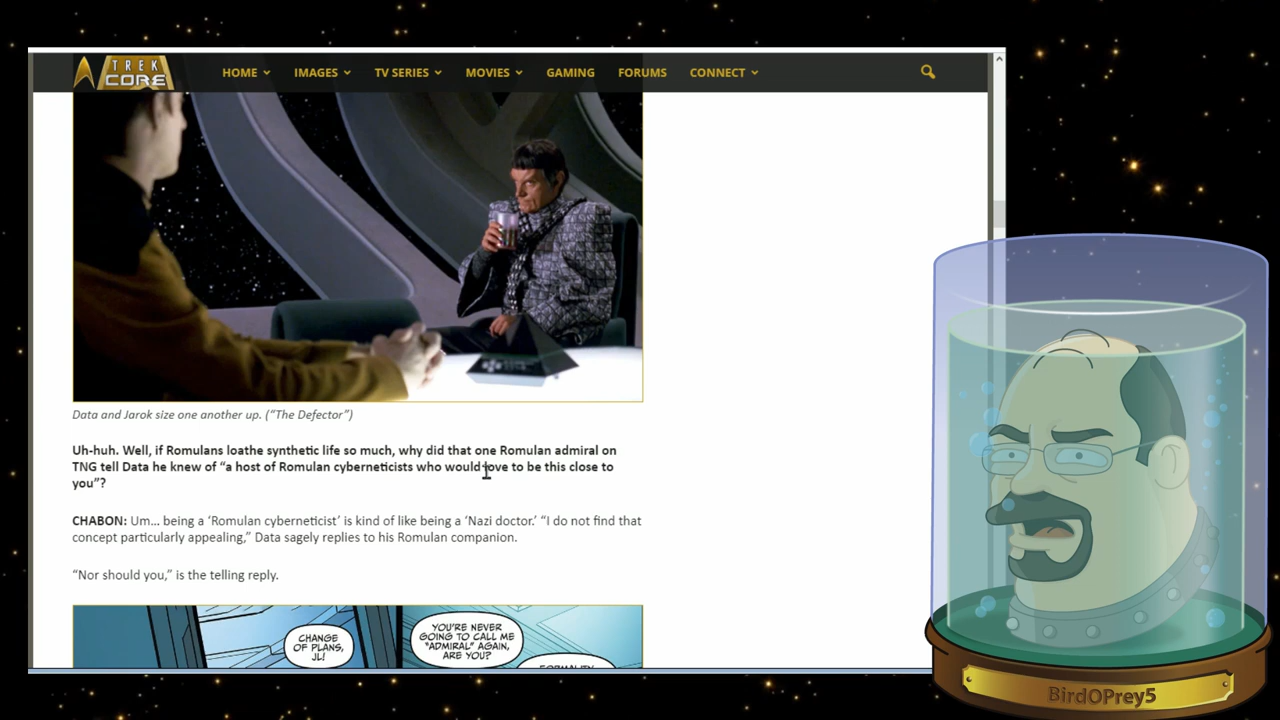 TREK
CORE
HOME IMAGES TV SERIES MOVIES GAMING FORUMS CONNECT
Data and Jarok size one another up. (“The Defector”)
Uh-huh. Well, if Romulans loathe synthetic life so much, why did that one Romulan admiral on
TNG tell Data he knew of “a host of Romulan cyberneticists who would love to be this close to
you”?
CHABON: Um… being a ‘Romulan cyberneticist’ is kind of like being a ‘Nazi doctor.’ “I do not find that
concept particularly appealing,” Data sagely replies to his Romulan companion.
“Nor should you,” is the telling reply.
CHANGE
OF PLANS,
JL!
YOU'RE NEVER
GOING TO CALL ME
"ADMIRAL" AGAIN,
ARE YOU?
BirdOPrey5